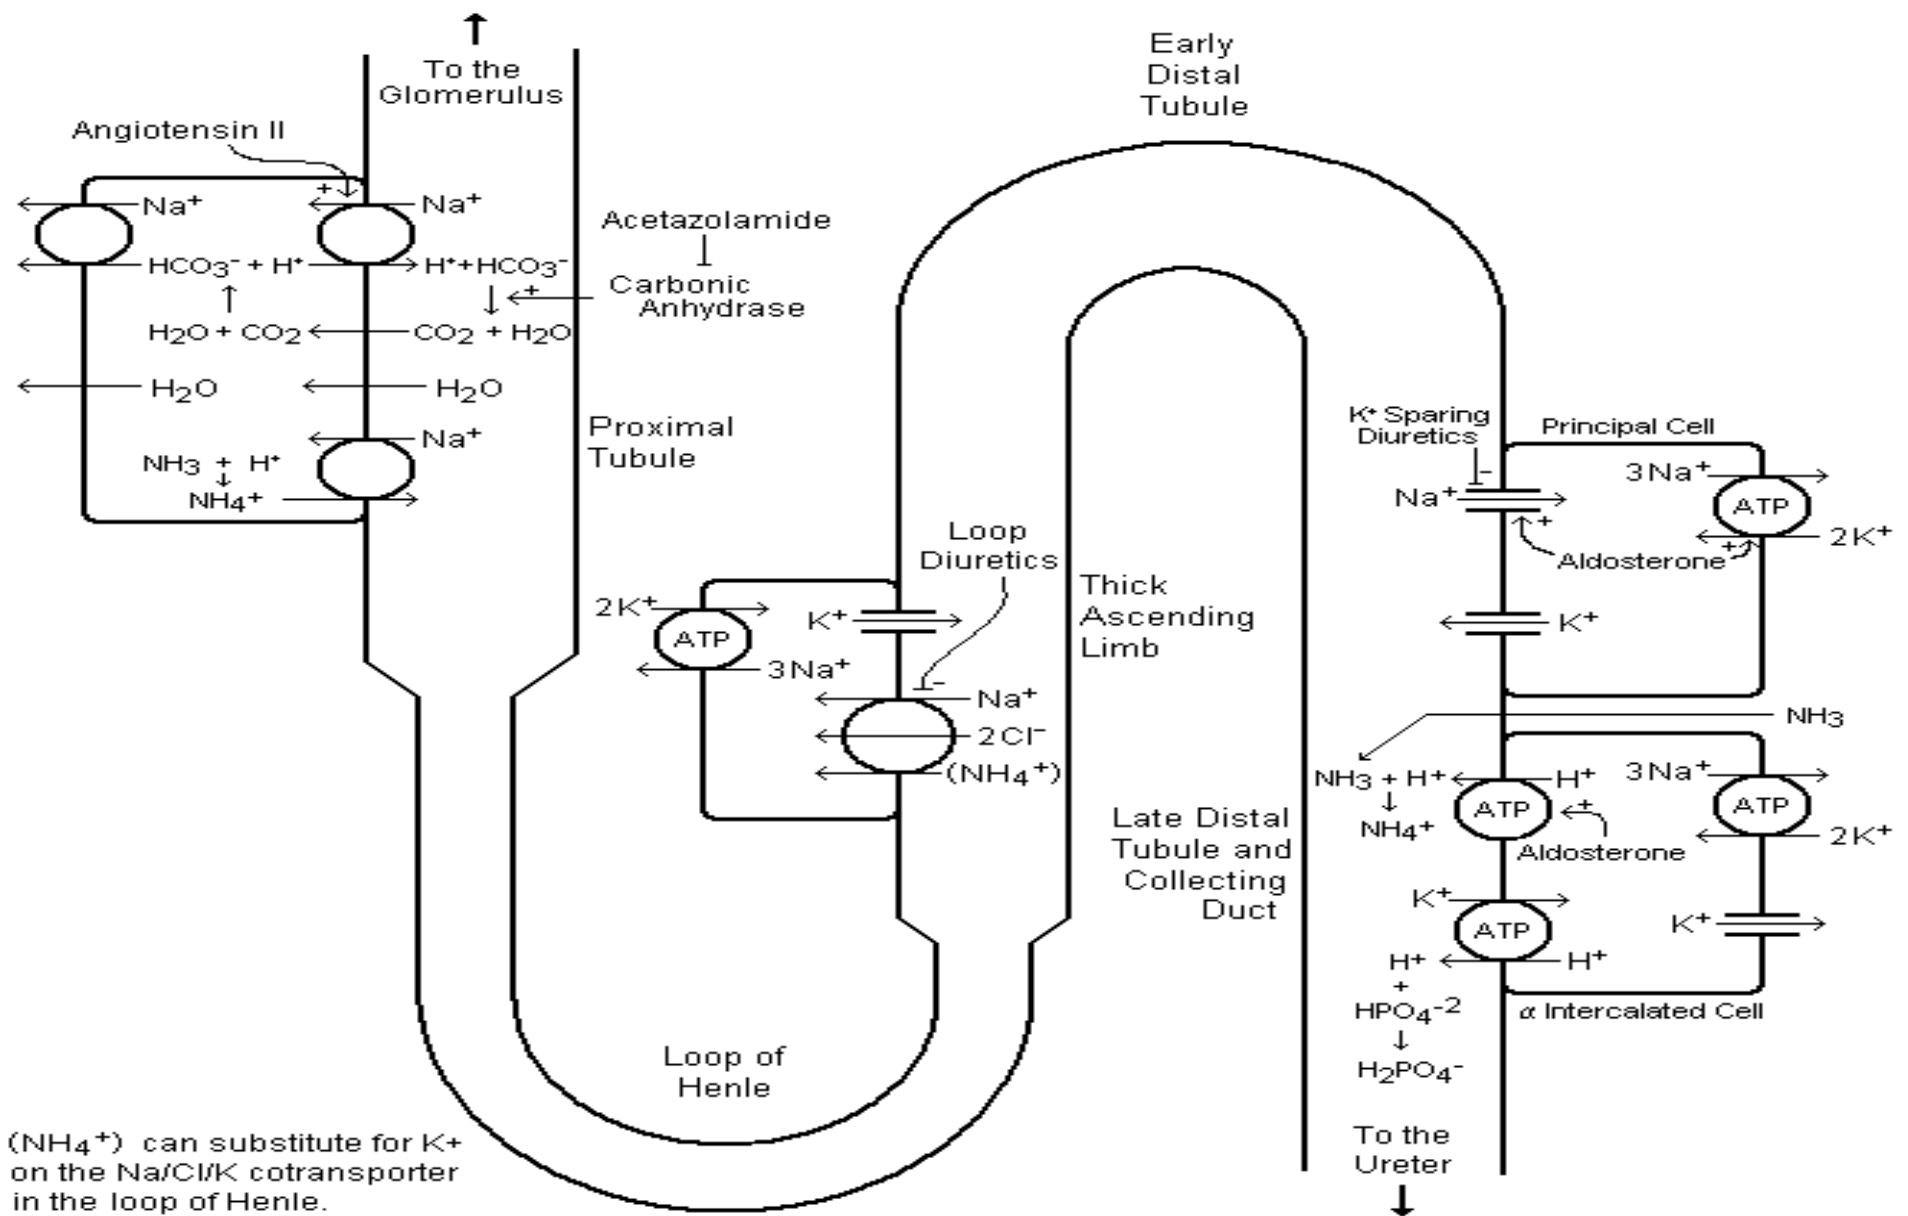 To the
Glomerulus
Angiotensin II
+
Na⁺
Na⁺
HCO₃⁻ + H⁺
H⁺+HCO₃⁻
+
H₂O + CO₂
CO₂ + H₂O
H₂O
H₂O
Na⁺
NH₃ + H⁺
NH₄⁺
Acetazolamide
Carbonic
Anhydrase
Proximal
Tubule
Early
Distal
Tubule
Loop
Diuretics
2K⁺
ATP
3Na⁺
K⁺
–
Na⁺
2Cl⁻
(NH₄⁺)
Thick
Ascending
Limb
Loop of
Henle
K⁺ Sparing
Diuretics
–
Principal Cell
Na⁺
3Na⁺
ATP
2K⁺
+
+
Aldosterone
K⁺
NH₃
NH₃ + H⁺
NH₄⁺
H⁺
ATP
+
Aldosterone
3Na⁺
ATP
2K⁺
K⁺
ATP
K⁺
H⁺
H⁺
+
HPO₄⁻²
H₂PO₄⁻
α Intercalated Cell
Late Distal
Tubule and
Collecting
Duct
To the
Ureter
(NH₄⁺) can substitute for K+
on the Na/Cl/K cotransporter
in the loop of Henle.